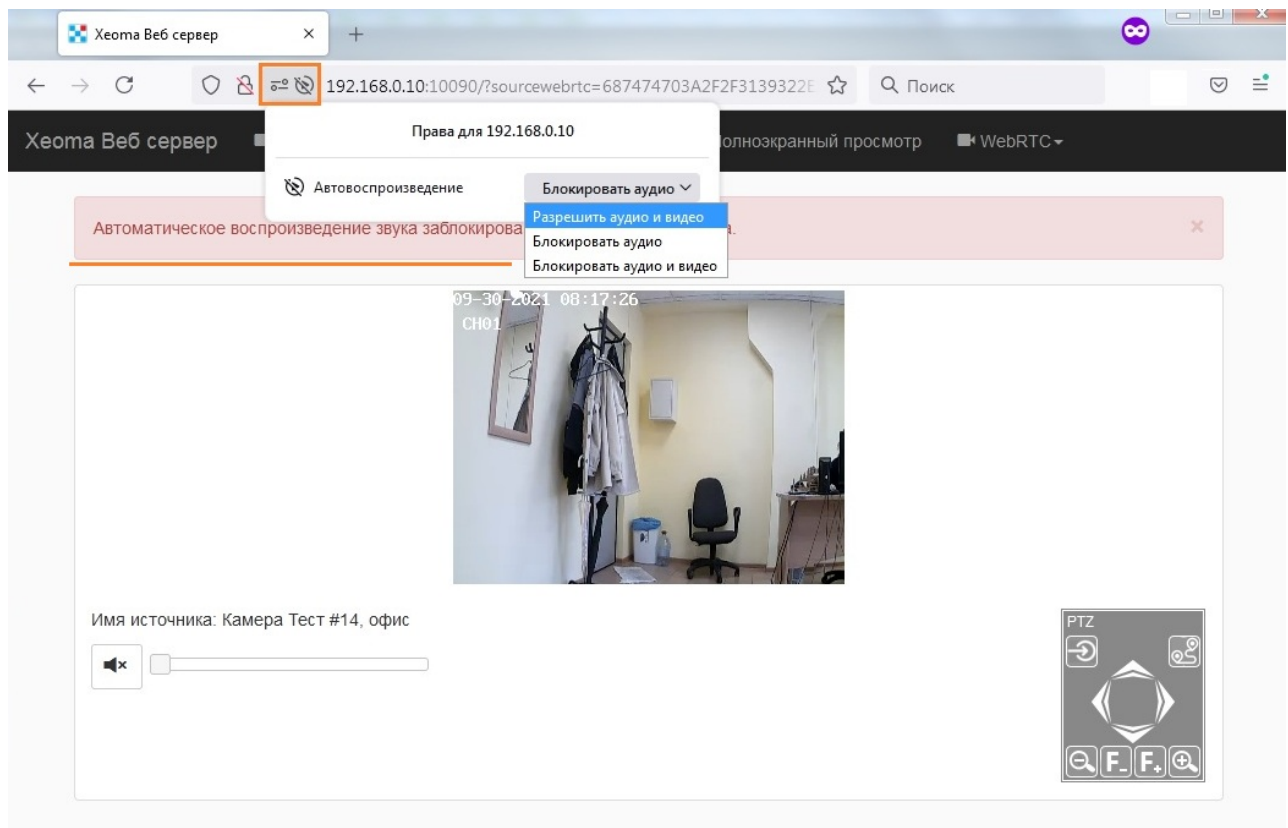 Xeoma Веб сервер
192.168.0.10:10090/?sourcewebrtc=687474703A2F2F3139322E
Поиск
Xeoma Веб сервер
Права для 192.168.0.10
просмотр
WebRTC
Автовоспроизведение
Блокировать аудио
Разрешить аудио и видео
Автоматическое воспроизведение звука
Блокировать аудио
Блокировать аудио и видео
09-30-2021 08:17:26
CH01
Имя источника: Камера Тест #14, офис
PTZ
F-
F+